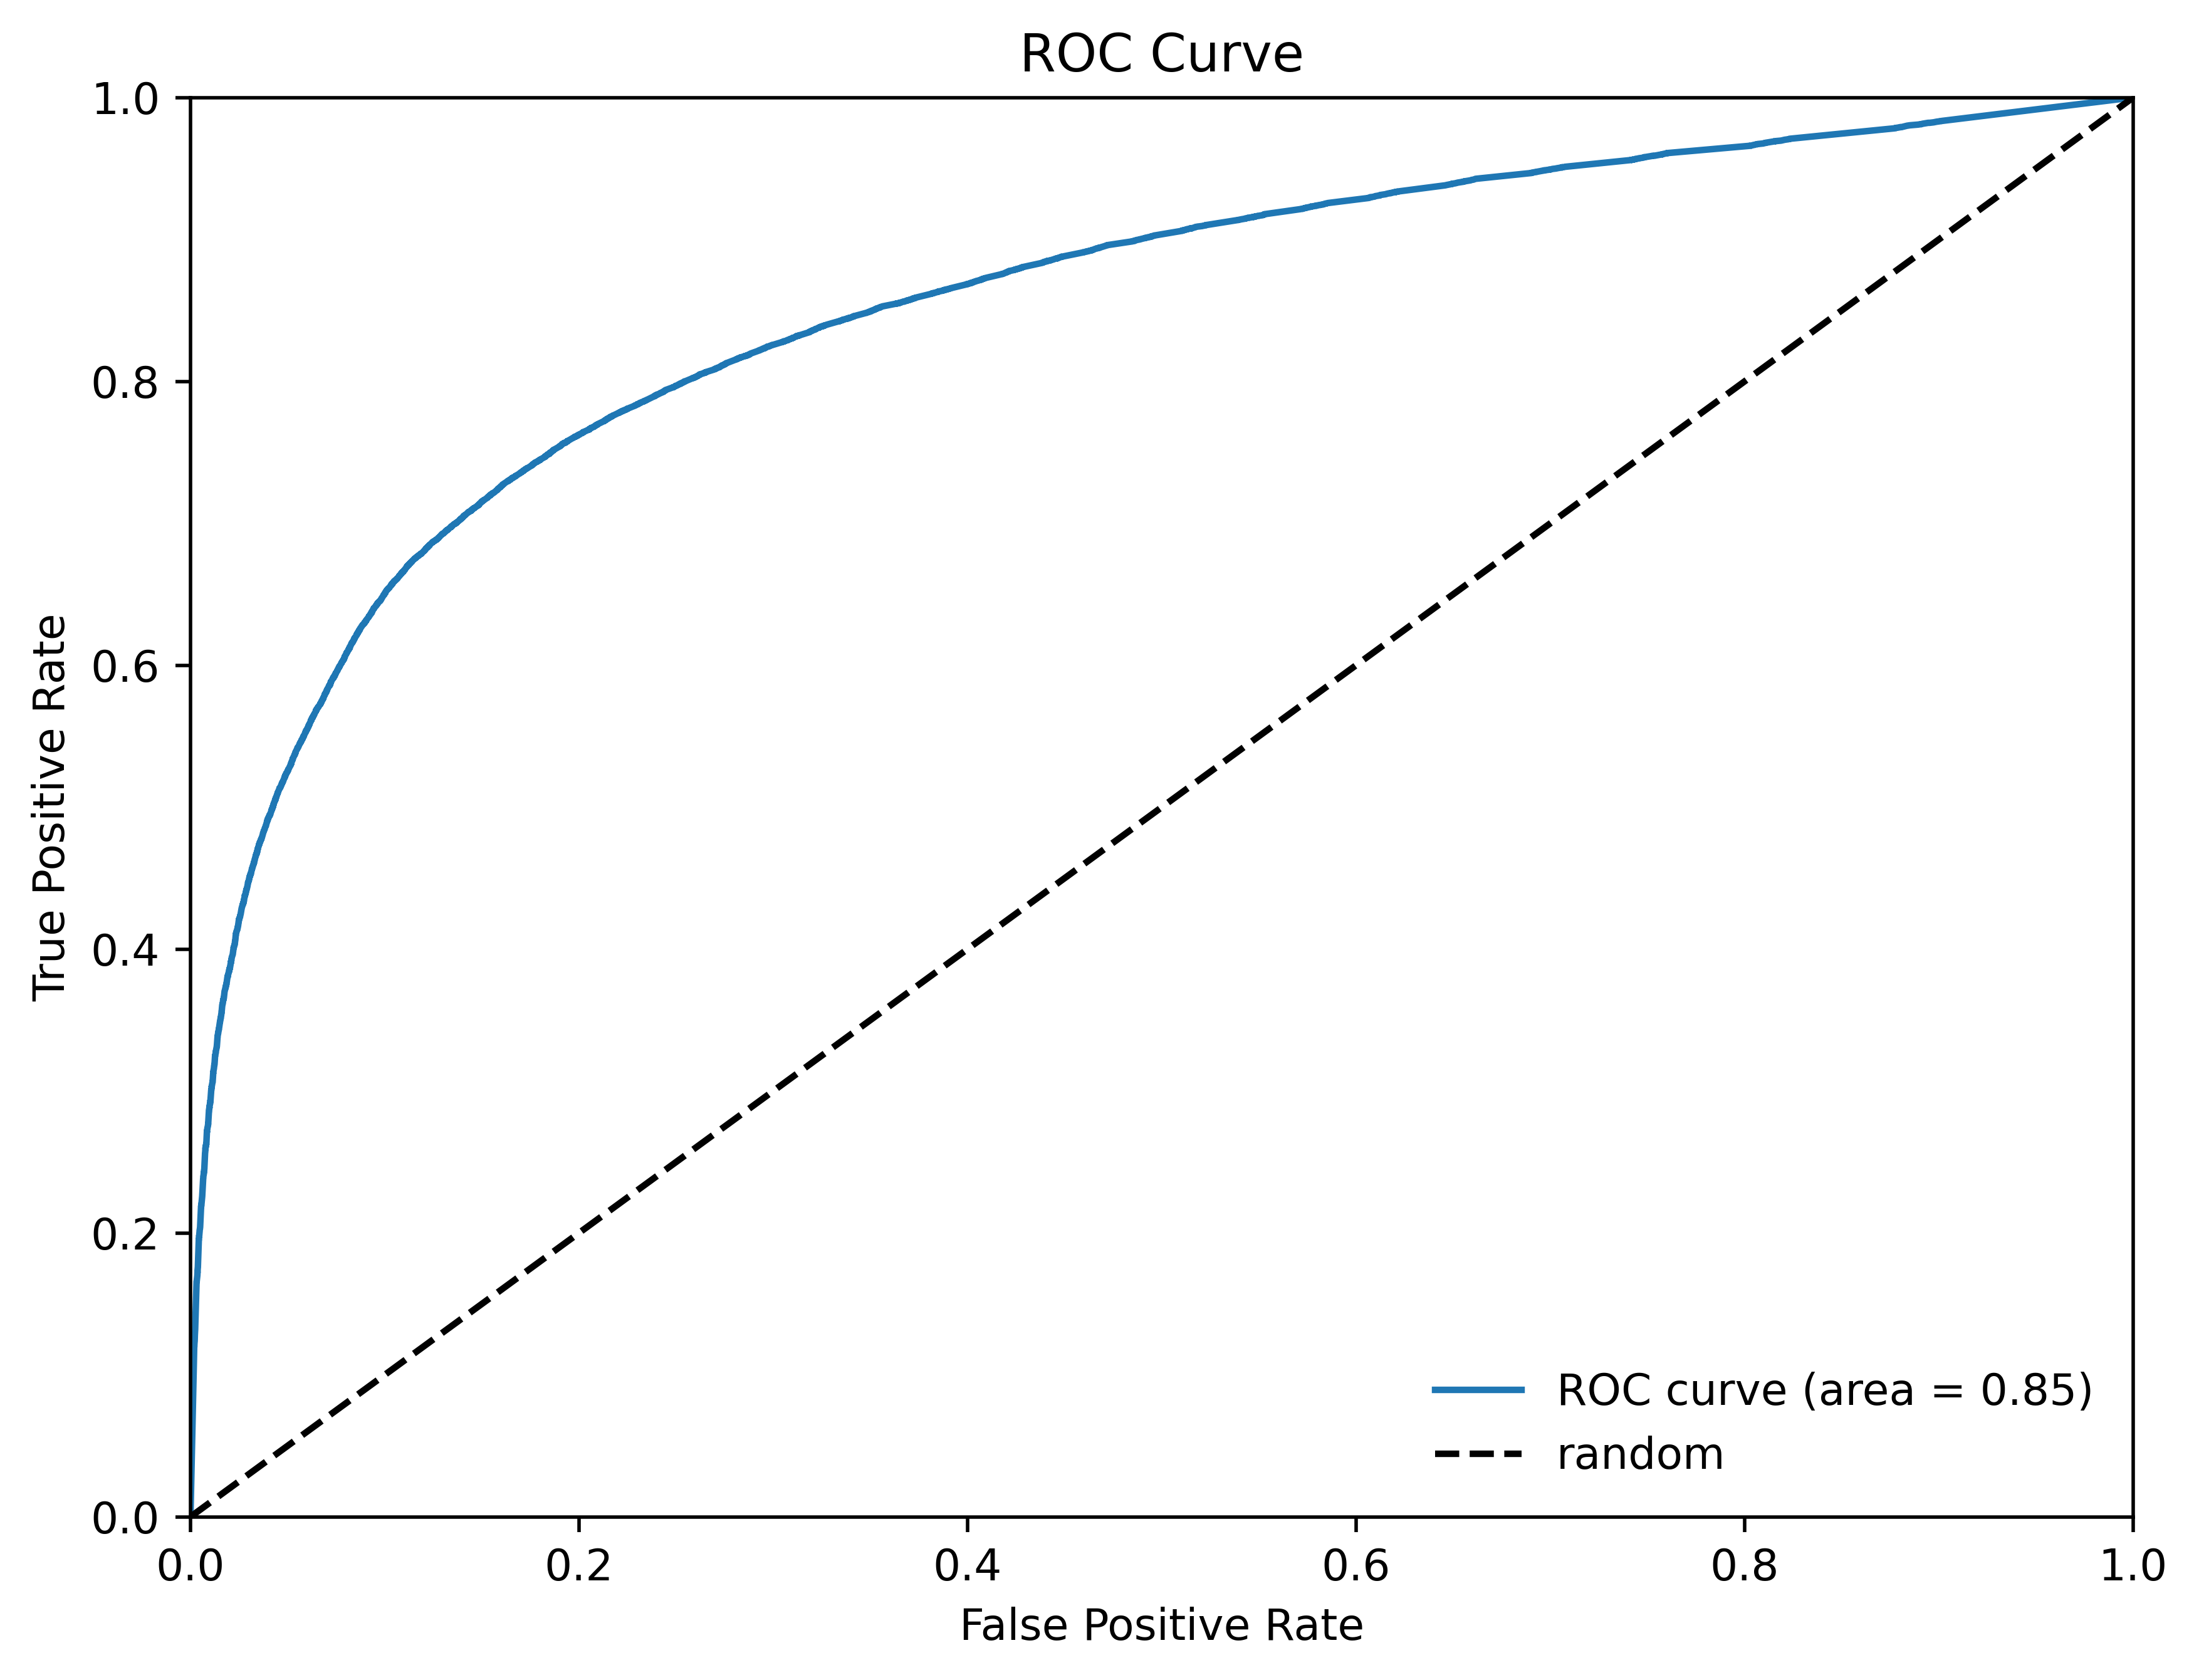 ROC Curve
1.0
0.8
0.6
0.4
0.2
0.0
True Positive Rate
ROC curve (area = 0.85)
random
0.0 0.2 0.4 0.6 0.8 1.0
False Positive Rate